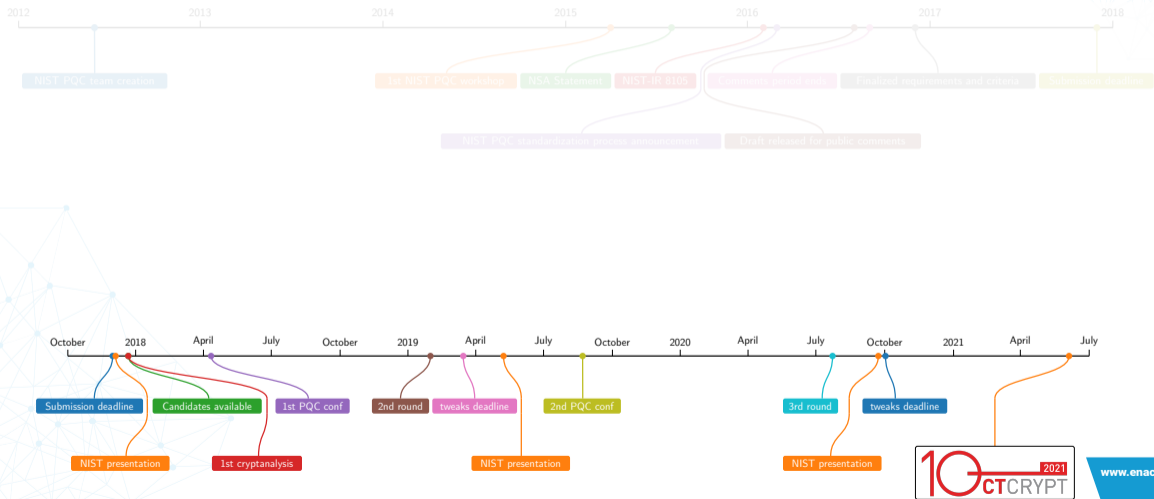 2012 2013 2014 2015 2016 2017 2018
NIST PQC team creation
NSA Statement NIST-IR 8105
Finalized requirements and criteria
NIST PQC standardization process announcement Draft released for public comments
October 2018 April July October 2019 April July October 2020 April July October 2021 April July
Submission deadline Candidates available 1st PQC conf 2nd round tweaks deadline 2nd PQC conf 3rd round tweaks deadline
NIST presentation 1st cryptanalysis NIST presentation NIST presentation
10 2021
CTCRYPT
www.enac